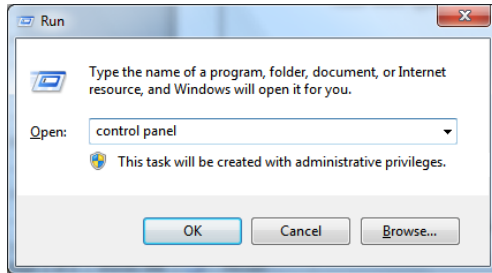 Run
Type the name of a program, folder, document, or Internet
resource, and Windows will open it for you.
Open: control panel
This task will be created with administrative privileges.
OK Cancel Browse...